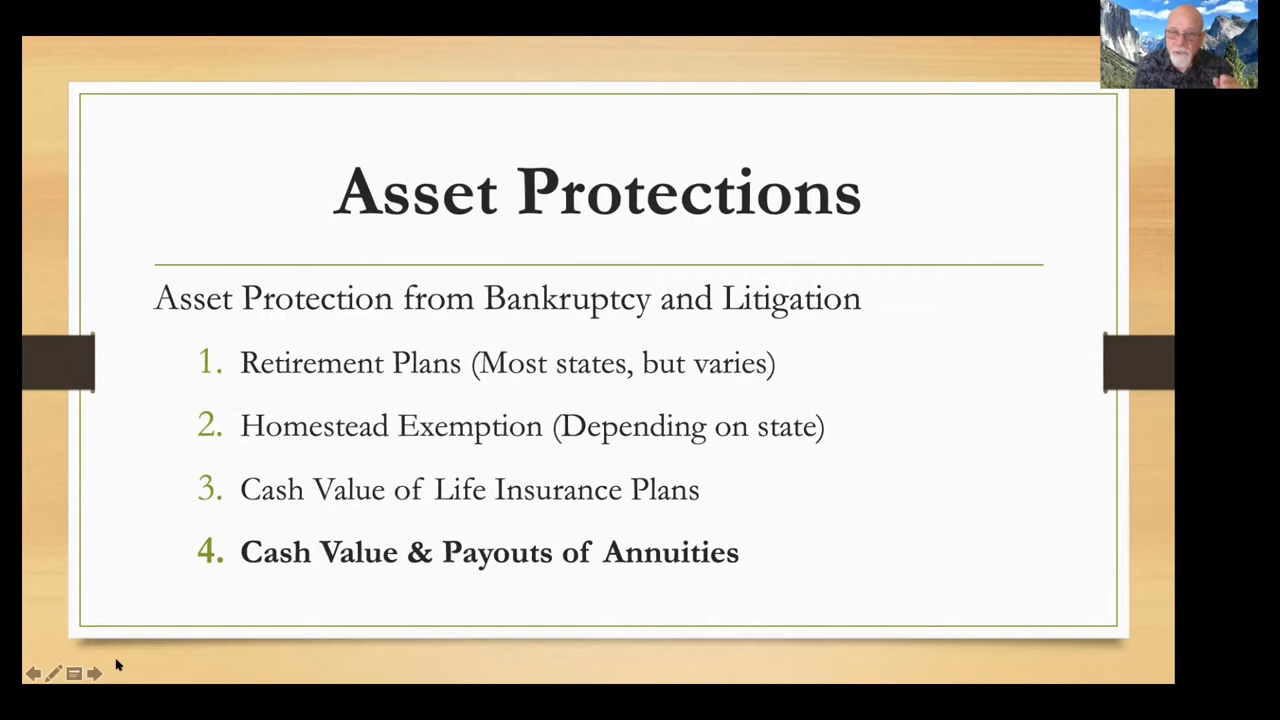 Asset Protections
Asset Protection from Bankruptcy and Litigation
1. Retirement Plans (Most states, but varies)
2. Homestead Exemption (Depending on state)
3. Cash Value of Life Insurance Plans
4. Cash Value & Payouts of Annuities